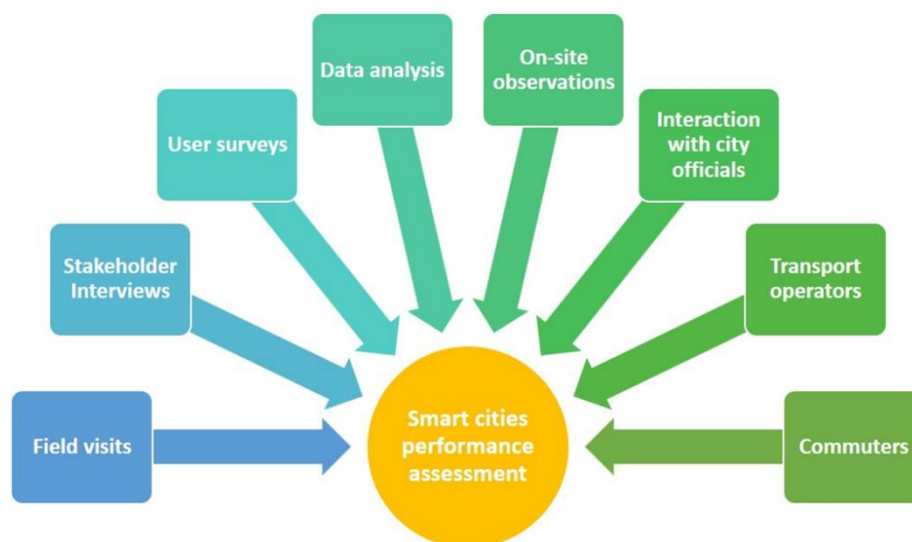 Field visits
Stakeholder
Interviews
User surveys
Data analysis
On-site
observations
Interaction
with city
officials
Transport
operators
Commuters
Smart cities
performance
assessment